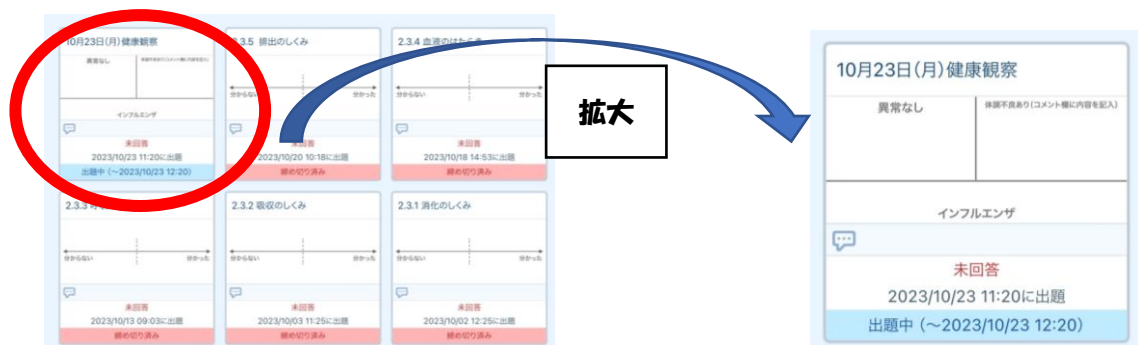 10月23日(月)健康観察
異常なし
体調不良あり(コメント欄に内容を記入)
インフルエンザ
未回答
2023/10/23 11:20に出題
出題中 (～2023/10/23 12:20)
2.3.5 排出のしくみ
分からない
分かった
未回答
2023/10/20 10:18に出題
締め切り済み
2.3.4 血液のはたらき
分からない
分かった
未回答
2023/10/18 14:53に出題
締め切り済み
2.3.3
分からない
分かった
未回答
2023/10/13 09:03に出題
締め切り済み
2.3.2 吸収のしくみ
分からない
分かった
未回答
2023/10/03 11:25に出題
締め切り済み
2.3.1 消化のしくみ
分からない
分かった
未回答
2023/10/02 12:25に出題
締め切り済み
拡大
10月23日(月)健康観察
異常なし
体調不良あり(コメント欄に内容を記入)
インフルエンザ
未回答
2023/10/23 11:20に出題
出題中 (～2023/10/23 12:20)